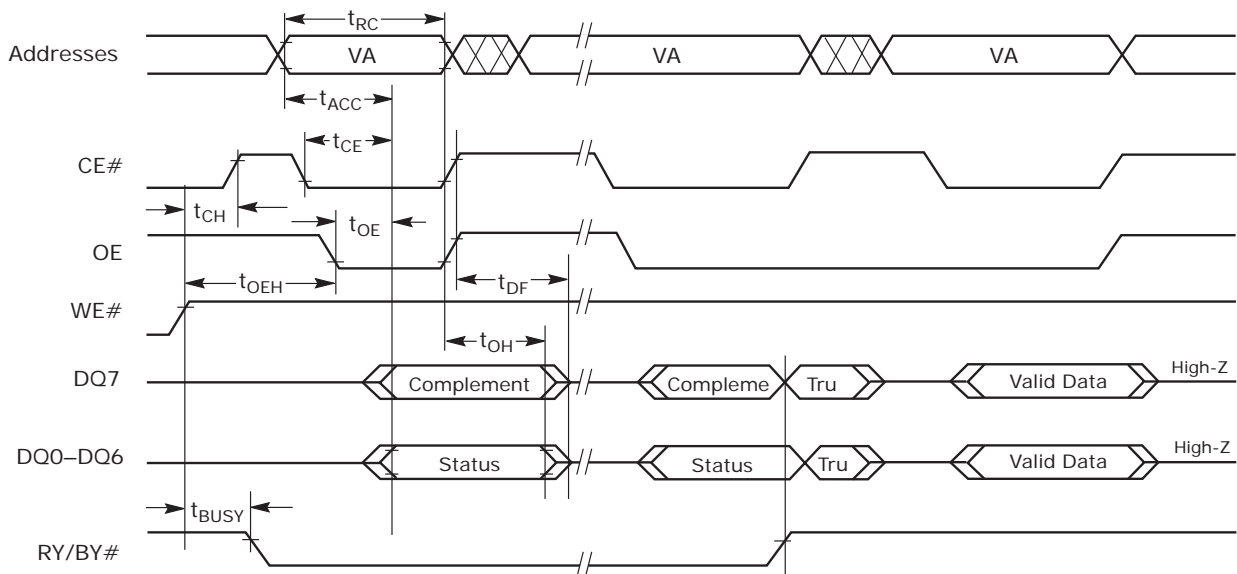 tRC
Addresses VA VA VA
tACC
tCE
CE#
tCH tOE
OE
tOEH tDF
WE#
tOH
DQ7 Complement Compleme Tru Valid Data High-Z
DQ0–DQ6 Status Status Tru Valid Data High-Z
tBUSY
RY/BY#